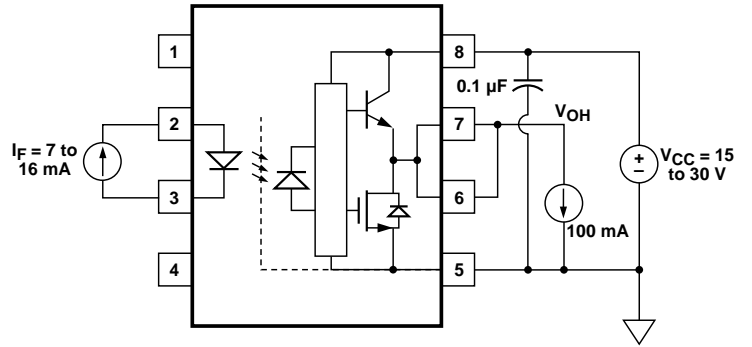 1
2
3
4
I_F = 7 to
16 mA
8
7
6
5
0.1 µF
V_OH
100 mA
+
–
V_CC = 15
to 30 V